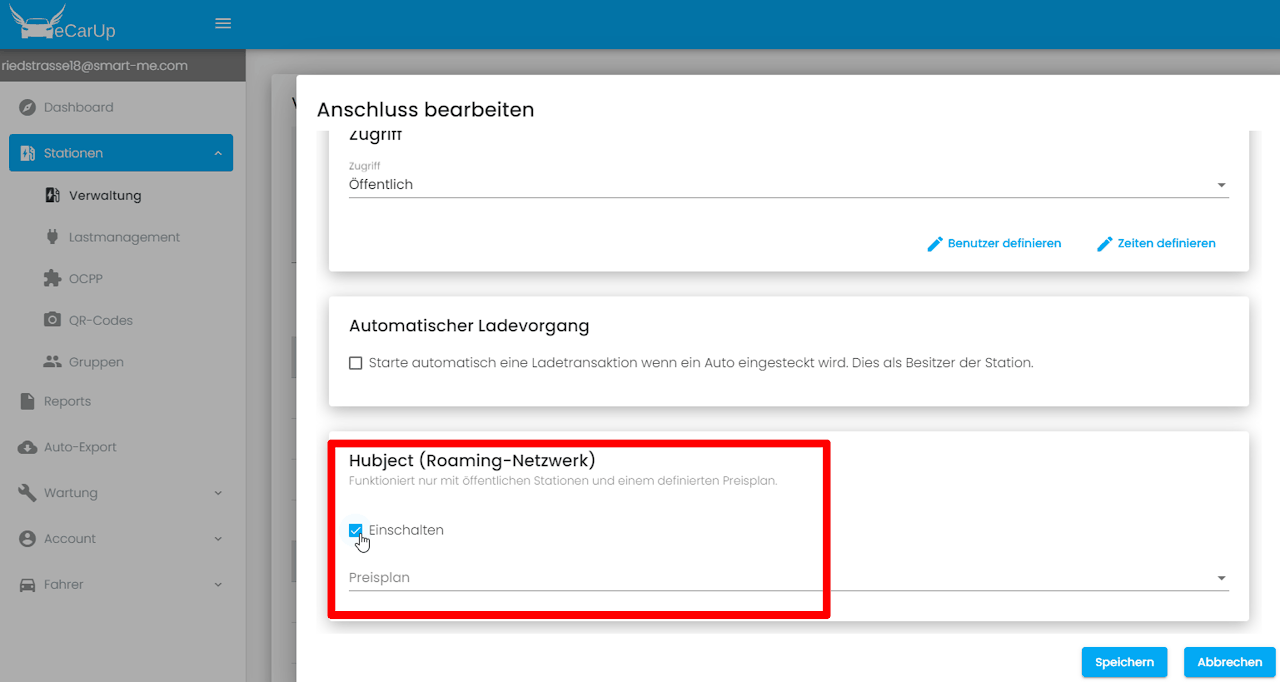 eCarUp
riedstrasse18@smart-me.com
Dashboard
Stationen
Verwaltung
Lastmanagement
OCPP
QR-Codes
Gruppen
Reports
Auto-Export
Wartung
Account
Fahrer
V
Anschluss bearbeiten
Zugriff
Zugriff
Öffentlich
Benutzer definieren
Zeiten definieren
Automatischer Ladevorgang
Starte automatisch eine Ladetransaktion wenn ein Auto eingesteckt wird. Dies als Besitzer der Station.
Hubject (Roaming-Netzwerk)
Funktioniert nur mit öffentlichen Stationen und einem definierten Preisplan.
Einschalten
Preisplan
Speichern
Abbrechen